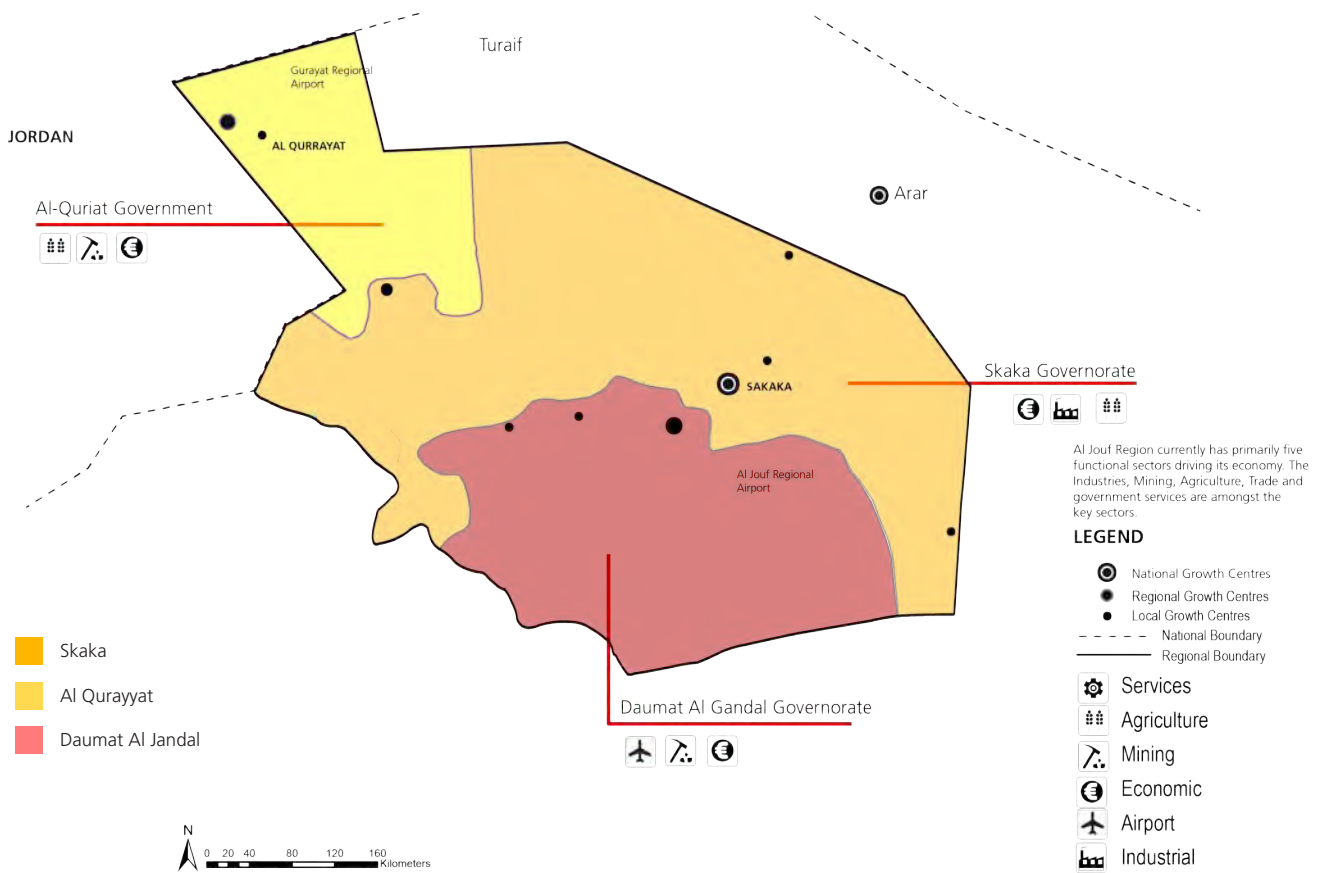 Turaif
Gurayat Regional
Airport
JORDAN
AL QURRAYAT
Arar
Al-Quriat Government
Skaka Governorate
SAKAKA
Al Jouf Region currently has primarily five
functional sectors driving its economy. The
Industries, Mining, Agriculture, Trade and
government services are amongst the
key sectors.
Al Jouf Regional
Airport
LEGEND
National Growth Centres
Regional Growth Centres
Local Growth Centres
National Boundary
Regional Boundary
Skaka
Al Qurayyat
Daumat Al Jandal
Daumat Al Gandal Governorate
Services
Agriculture
Mining
Economic
Airport
Industrial
N
0 20 40 80 120 160
Kilometers